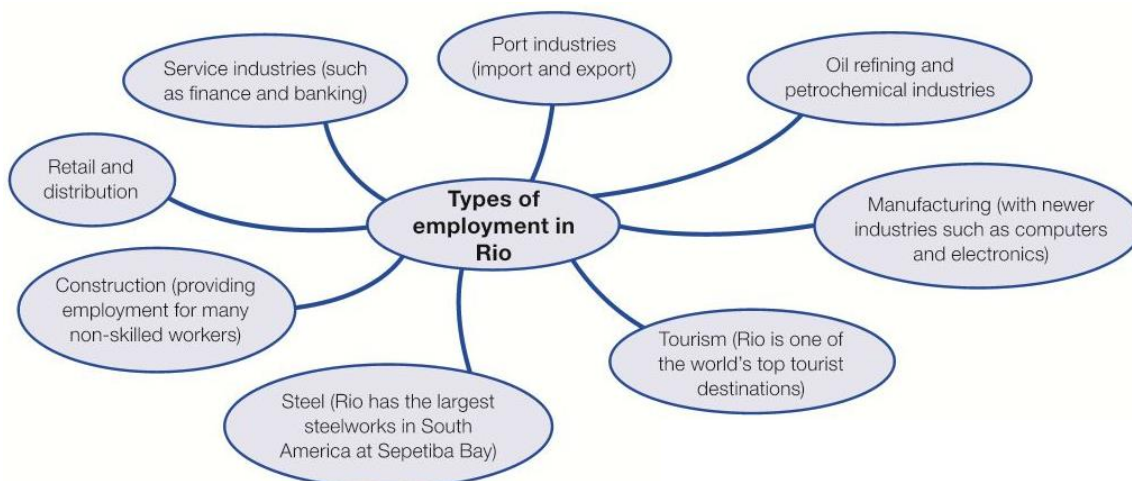 Types of
employment in
Rio
Port industries
(import and export)
Oil refining and
petrochemical industries
Manufacturing (with newer
industries such as computers
and electronics)
Tourism (Rio is one of
the world's top tourist
destinations)
Steel (Rio has the largest
steelworks in South
America at Sepetiba Bay)
Construction (providing
employment for many
non-skilled workers)
Retail and
distribution
Service industries (such
as finance and banking)